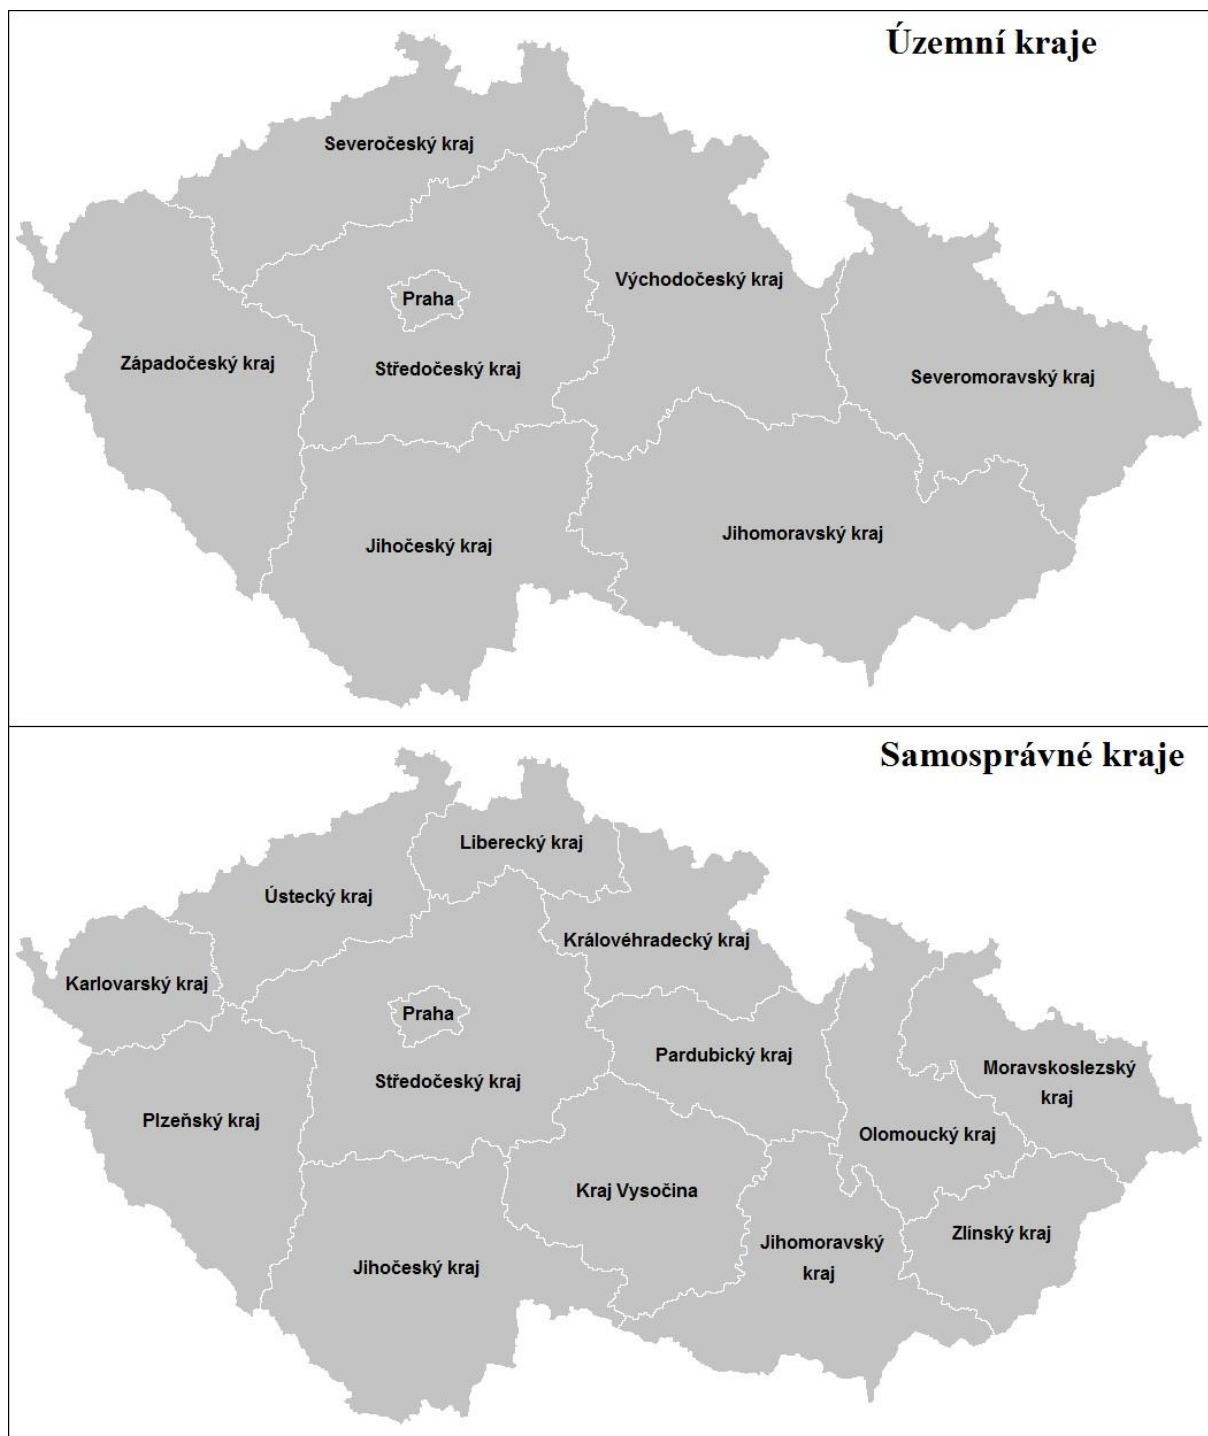 Územní kraje
Severočeský kraj
Východočeský kraj
Praha
Západočeský kraj
Středočeský kraj
Severomoravský kraj
Jihočeský kraj
Jihomoravský kraj
Samosprávné kraje
Liberecký kraj
Ústecký kraj
Královéhradecký kraj
Karlovarský kraj
Praha
Pardubický kraj
Středočeský kraj
Moravskoslezský
kraj
Plzeňský kraj
Olomoucký kraj
Kraj Vysočina
Zlínský kraj
Jihomoravský
kraj
Jihočeský kraj